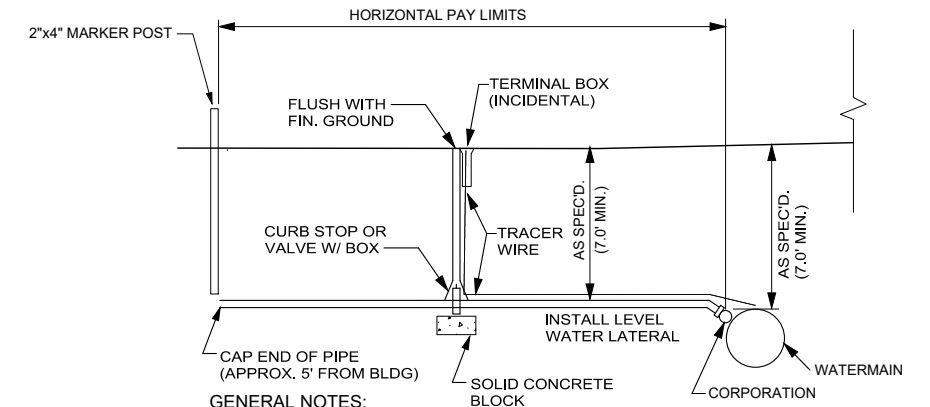 HORIZONTAL PAY LIMITS
2"x4" MARKER POST
TERMINAL BOX
(INCIDENTAL)
FLUSH WITH
FIN. GROUND
CURB STOP OR
VALVE W/ BOX
TRACER
WIRE
AS SPEC'D.
(7.0' MIN.)
AS SPEC'D.
(7.0' MIN.)
INSTALL LEVEL
WATER LATERAL
CAP END OF PIPE
(APPROX. 5' FROM BLDG)
SOLID CONCRETE
BLOCK
WATERMAIN
CORPORATION
GENERAL NOTES: